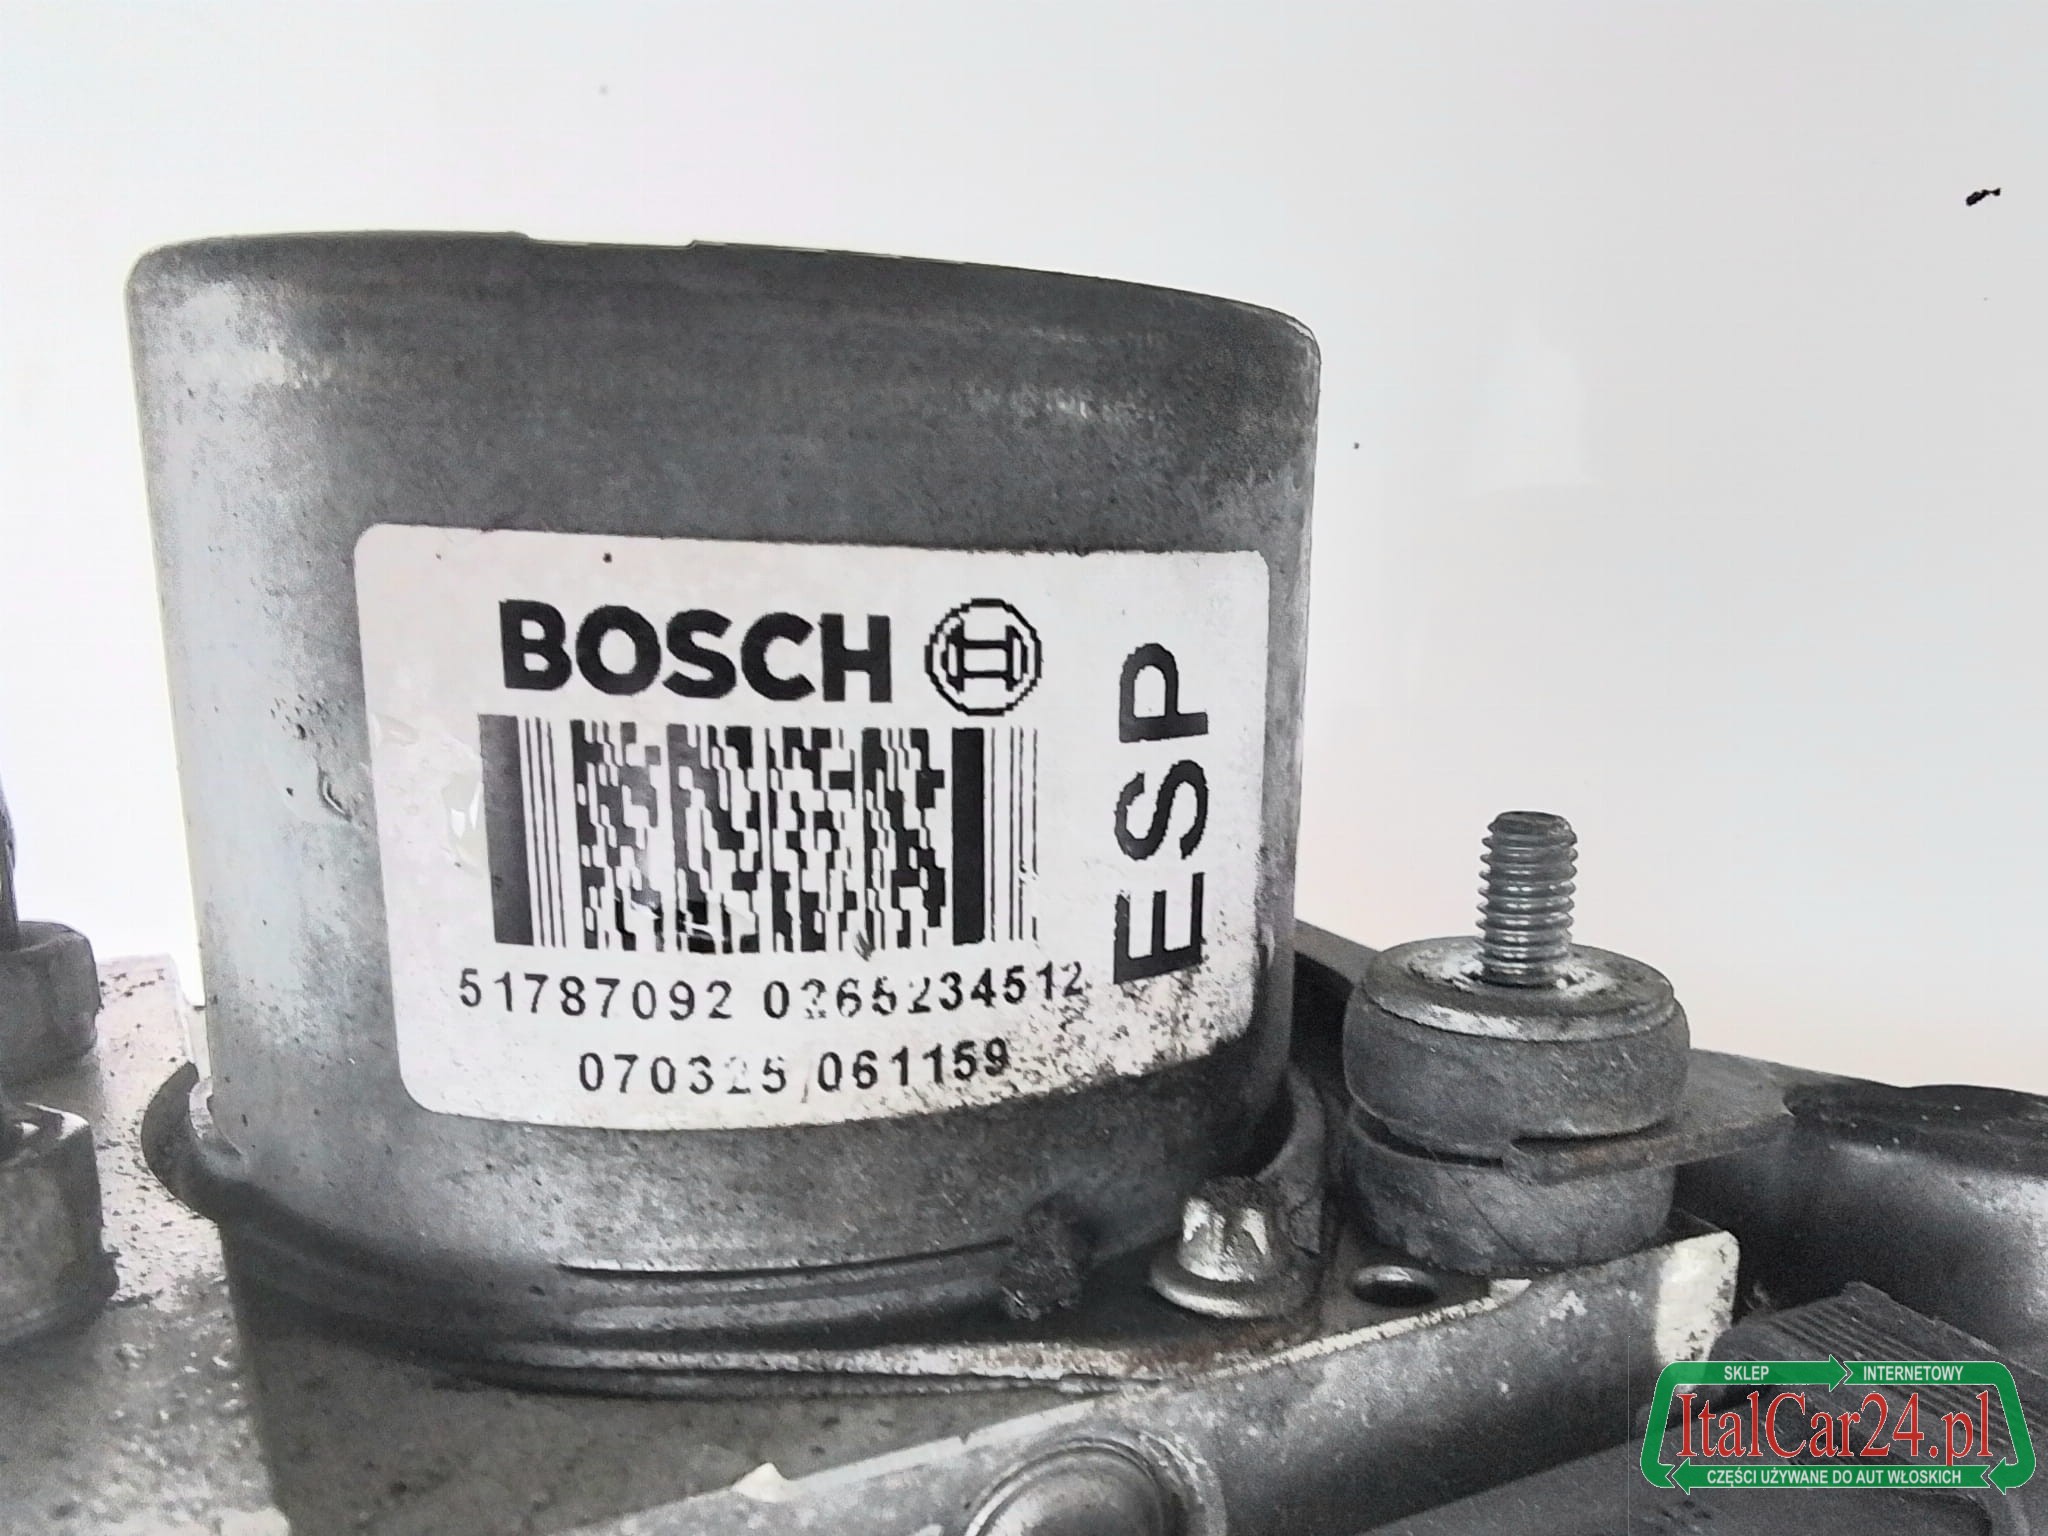 BOSCH
ESP
51787092 0265234512
070325 061159
SKLEP INTERNETOWY
ItalCar24.pl
CZĘŚCI UŻYWANE DO AUT WŁOSKICH